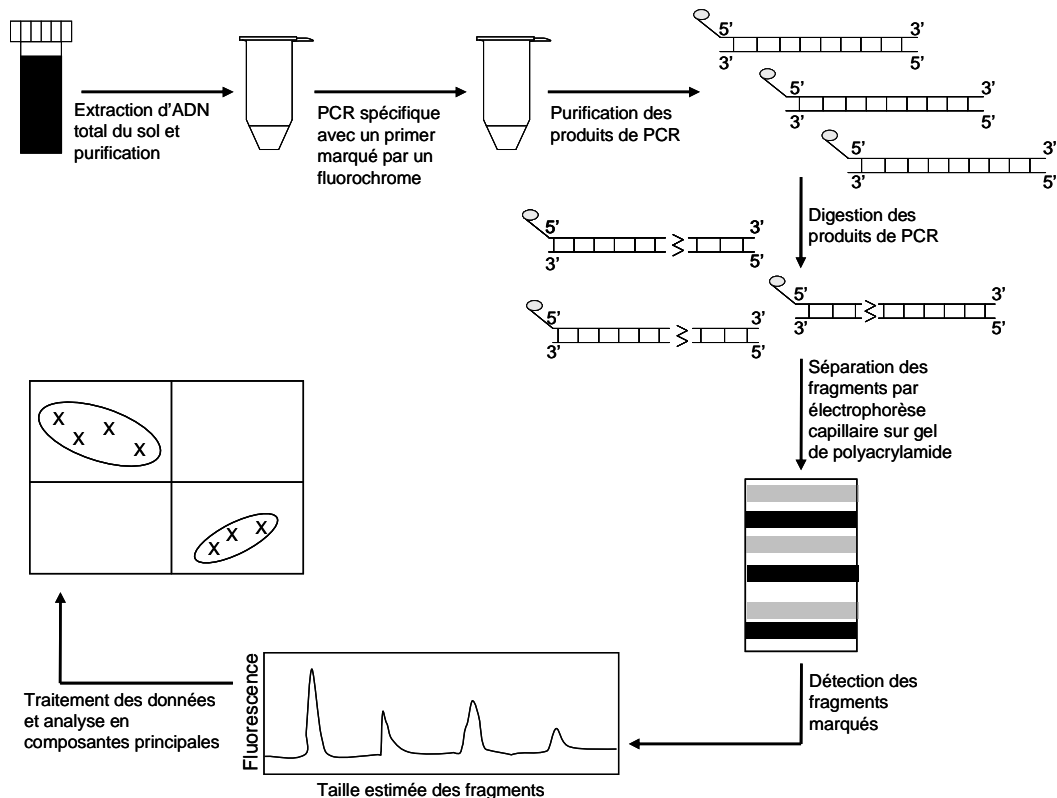 Extraction d'ADN
total du sol et
purification
PCR spécifique
avec un primer
marqué par un
fluorochrome
Purification des
produits de PCR
5'
3'
3'
5'
5' 3'
3' 5'
5' 3'
3' 5'
Digestion des
produits de PCR
5' 3'
3' 5'
5' 3'
3' 5'
5' 3'
3' 5'
Séparation des
fragments par
électrophorèse
capillaire sur gel
de polyacrylamide
X
X
X
X
X
X
X
Détection des
fragments
marqués
Fluorescence
Taille estimée des fragments
Traitement des données
et analyse en
composantes principales